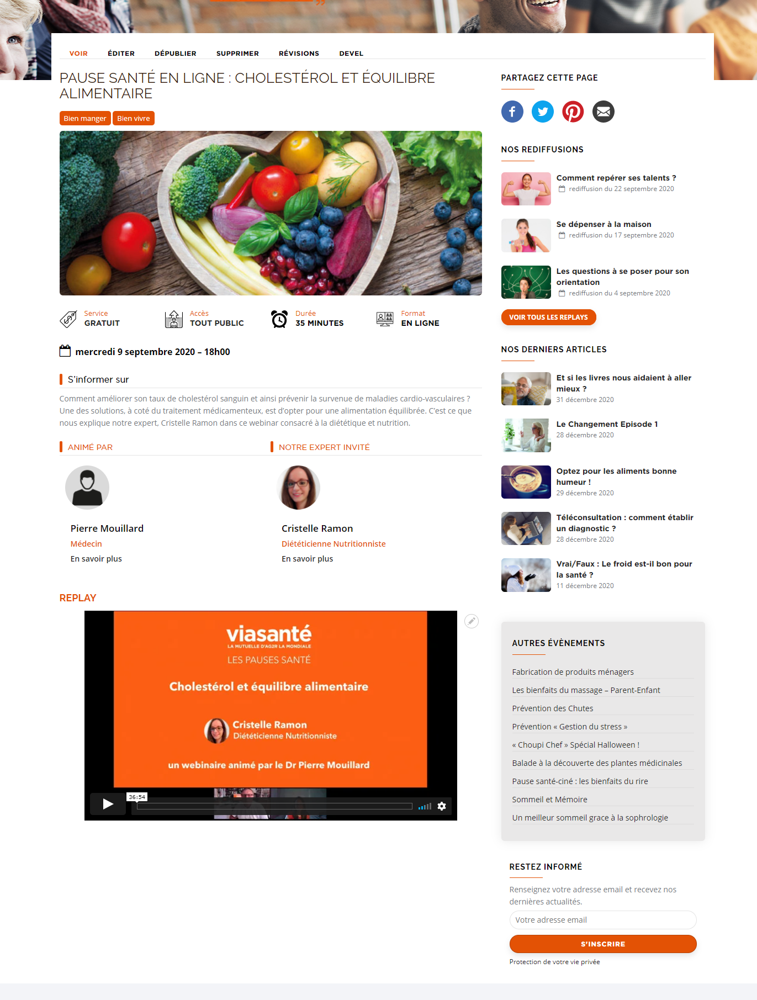 VOIR ÉDITER DÉPUBLIER SUPPRIMER RÉVISIONS DEVEL
PAUSE SANTÉ EN LIGNE : CHOLESTÉROL ET ÉQUILIBRE
ALIMENTAIRE
Bien manger Bien vivre
Service
GRATUIT
Accès
TOUT PUBLIC
Durée
35 MINUTES
Format
EN LIGNE
mercredi 9 septembre 2020 – 18h00
S'informer sur
Comment améliorer son taux de cholestérol sanguin et ainsi prévenir la survenue de maladies cardio-vasculaires ?
Une des solutions, à coté du traitement médicamenteux, est d’opter pour une alimentation équilibrée. C’est ce que
nous explique notre expert, Cristelle Ramon dans ce webinar consacré à la diététique et nutrition.
ANIMÉ PAR
Pierre Mouillard
Médecin
En savoir plus
NOTRE EXPERT INVITÉ
Cristelle Ramon
Diététicienne Nutritionniste
En savoir plus
REPLAY
viasanté
LA MUTUELLE D'AG2R LA MONDIALE
LES PAUSES SANTÉ
Cholestérol et équilibre alimentaire
Cristelle Ramon
Diététicienne Nutritionniste
un webinaire animé par le Dr Pierre Mouillard
36:54
PARTAGEZ CETTE PAGE
NOS REDIFFUSIONS
Comment repérer ses talents ?
rediffusion du 22 septembre 2020
Se dépenser à la maison
rediffusion du 17 septembre 2020
Les questions à se poser pour son
orientation
rediffusion du 4 septembre 2020
VOIR TOUS LES REPLAYS
NOS DERNIERS ARTICLES
Et si les livres nous aidaient à aller
mieux ?
31 décembre 2020
Le Changement Episode 1
28 décembre 2020
Optez pour les aliments bonne
humeur !
29 décembre 2020
Téléconsultation : comment établir
un diagnostic ?
28 décembre 2020
Vrai/Faux : Le froid est-il bon pour
la santé ?
11 décembre 2020
AUTRES ÉVÈNEMENTS
Fabrication de produits ménagers
Les bienfaits du massage – Parent-Enfant
Prévention des Chutes
Prévention « Gestion du stress »
« Choupi Chef » Spécial Halloween !
Balade à la découverte des plantes médicinales
Pause santé-ciné : les bienfaits du rire
Sommeil et Mémoire
Un meilleur sommeil grace à la sophrologie
RESTEZ INFORMÉ
Renseignez votre adresse email et recevez nos
dernières actualités.
Votre adresse email
S'INSCRIRE
Protection de votre vie privée